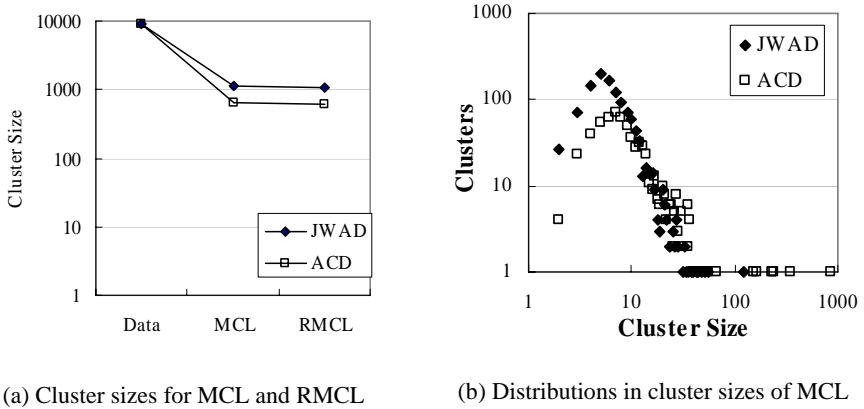 10000
1000
100
10
1
Cluster Size
Data MCL RMCL
JWAD
ACD
(a) Cluster sizes for MCL and RMCL
1000
100
10
1
Clusters
1 10 100 1000
Cluster Size
JWAD
ACD
(b) Distributions in cluster sizes of MCL